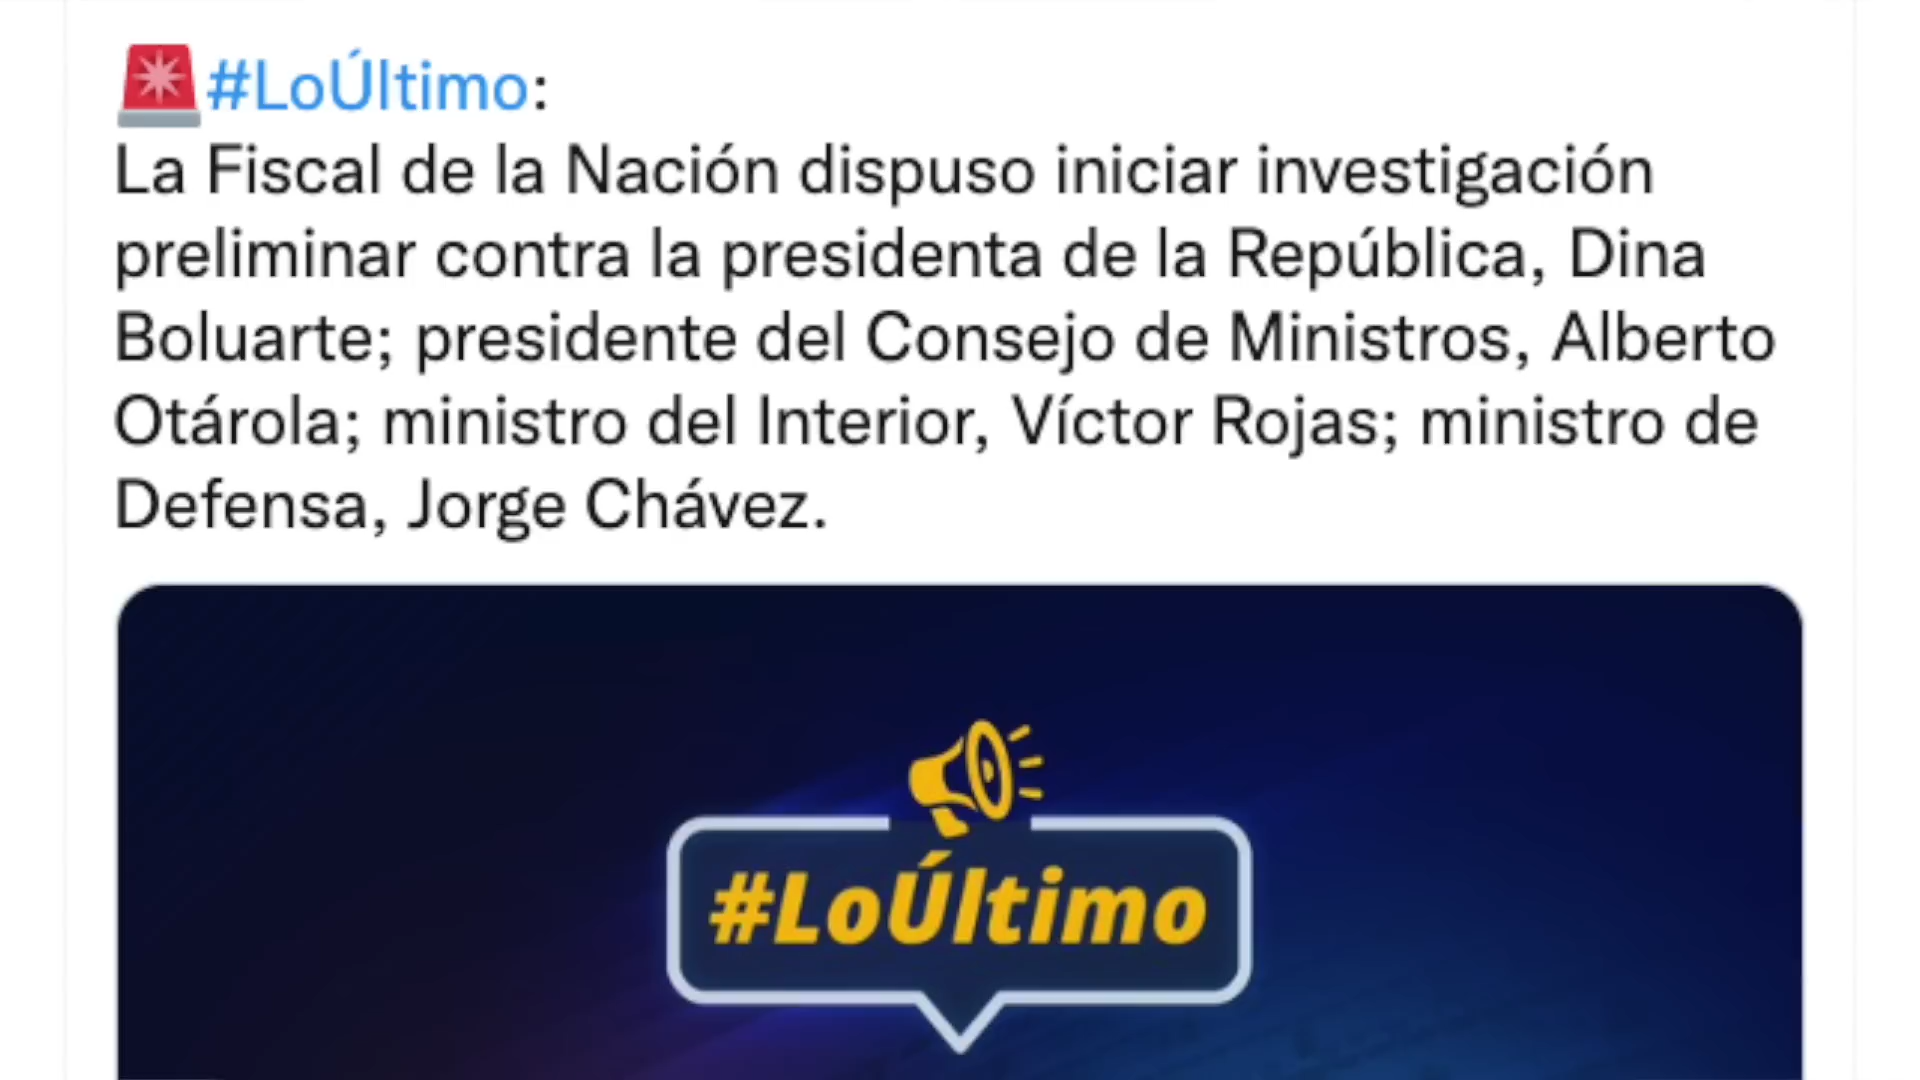 #LoÚltimo:
La Fiscal de la Nación dispuso iniciar investigación
preliminar contra la presidenta de la República, Dina
Boluarte; presidente del Consejo de Ministros, Alberto
Otárola; ministro del Interior, Víctor Rojas; ministro de
Defensa, Jorge Chávez.
#LoÚltimo